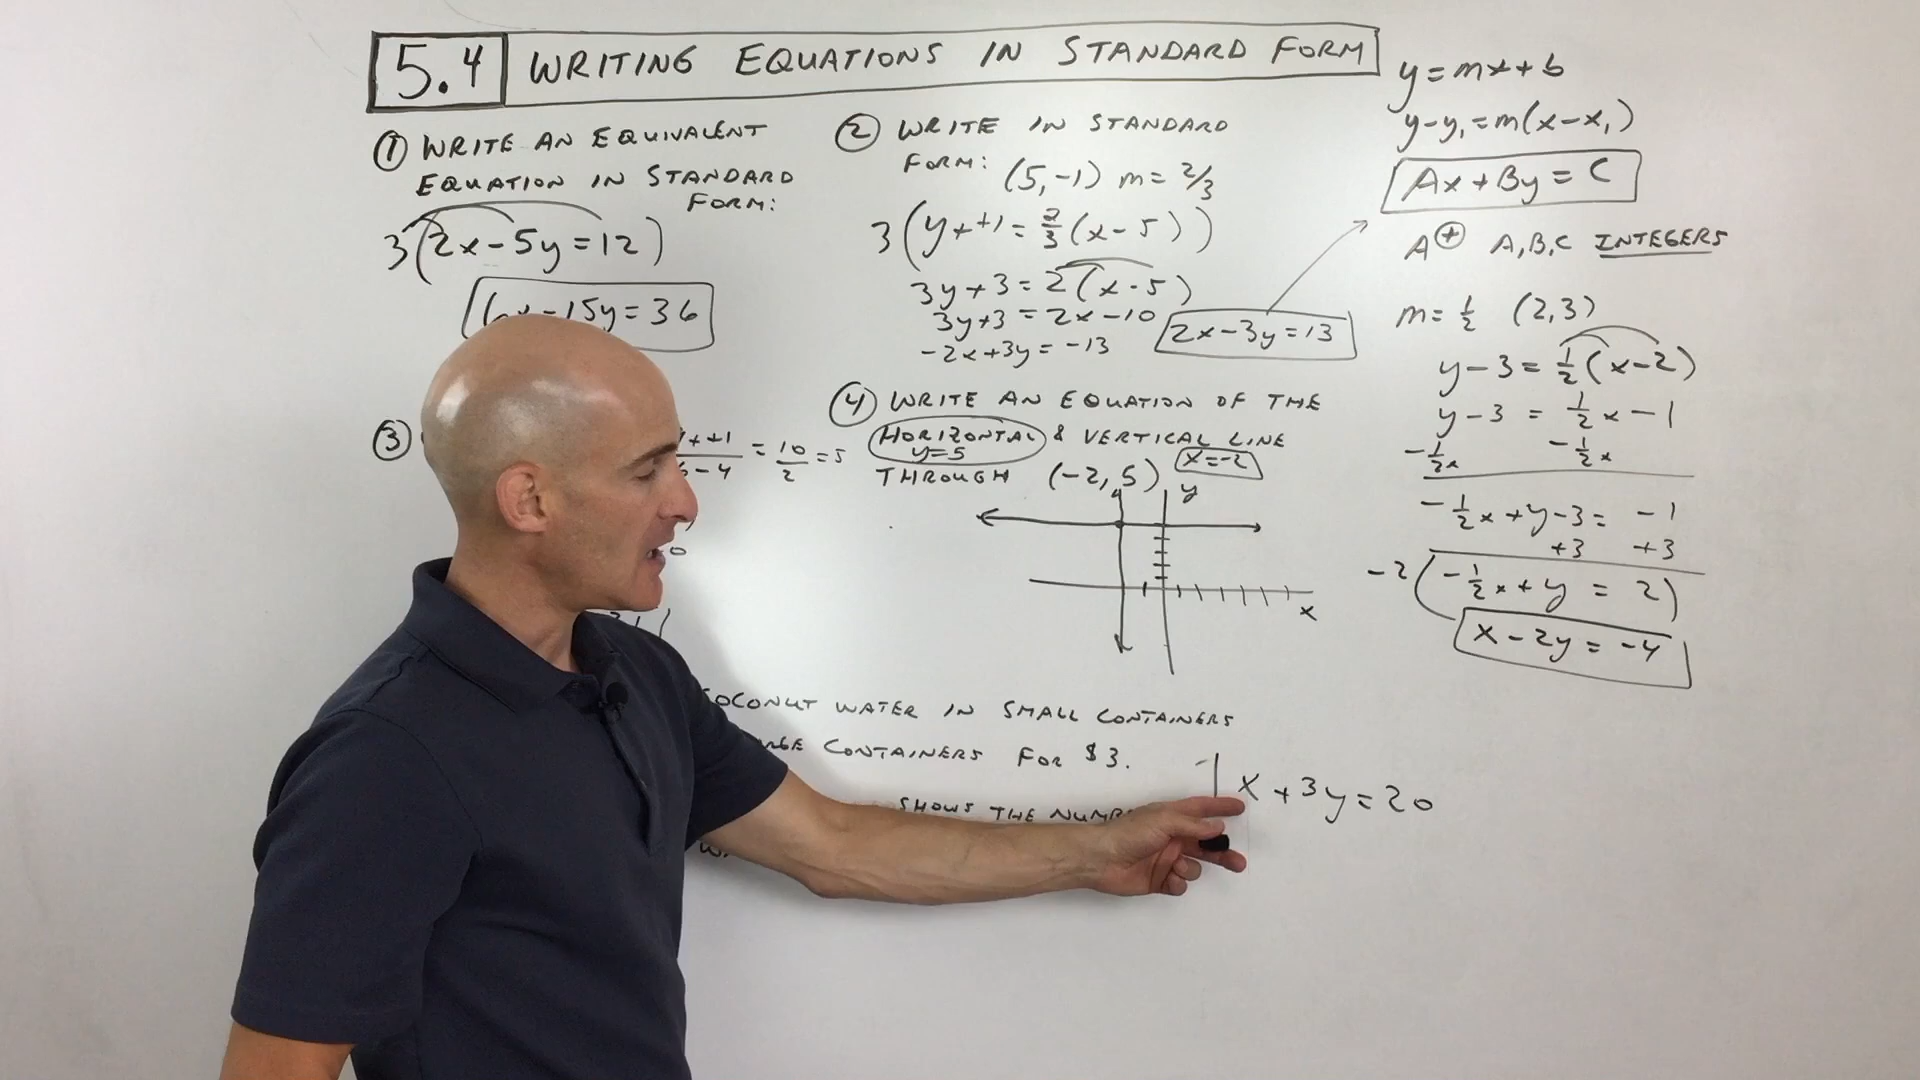 5.4 WRITING EQUATIONS IN STANDARD FORM
① WRITE AN EQUIVALENT
EQUATION IN STANDARD
FORM:
3(2x-5y=12)
6x-15y=36
② WRITE IN STANDARD
FORM: (5,-1) m=2/3
3(y+1=2/3(x-5))
3y+3=2(x-5)
3y+3=2x-10
-2x+3y=-13
2x-3y=13
③
=10/2=5
④ WRITE AN EQUATION OF THE
HORIZONTAL & VERTICAL LINE
y=5
x=-2
THROUGH (-2,5)
y
x
COCONUT WATER IN SMALL CONTAINERS
CONTAINERS FOR $3.
SHOWS THE
1x+3y=20
y=mx+b
y-y₁=m(x-x₁)
Ax+By=C
A⊕ A,B,C INTEGERS
m=1/2 (2,3)
y-3=1/2(x-2)
y-3=1/2x-1
-1/2x -1/2x
-1/2x+y-3=-1
+3 +3
-2(-1/2x+y=2)
x-2y=-4